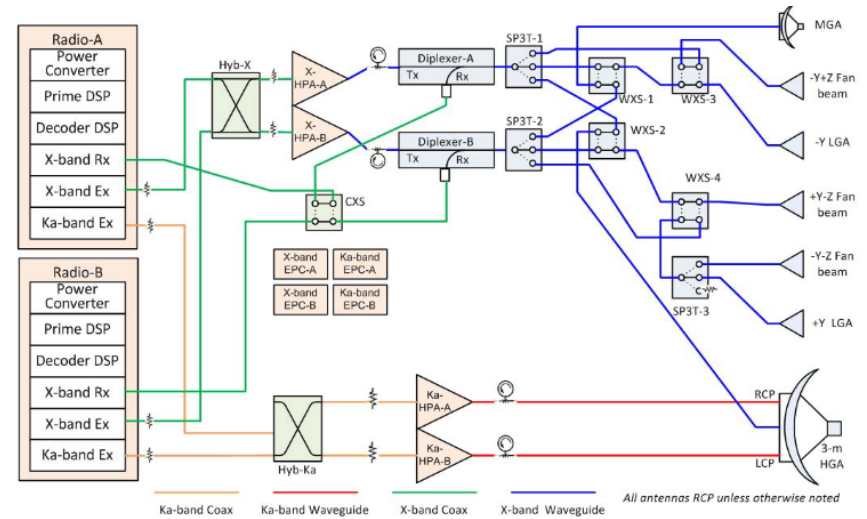 Radio-A
Power
Converter
Prime DSP
Decoder DSP
X-band Rx
X-band Ex
Ka-band Ex
Radio-B
Power
Converter
Prime DSP
Decoder DSP
X-band Rx
X-band Ex
Ka-band Ex
Hyb-X
X-
HPA-A
X-
HPA-B
Diplexer-A
Tx
Rx
Diplexer-B
Tx
Rx
CXS
X-band
EPC-A
Ka-band
EPC-A
X-band
EPC-B
Ka-band
EPC-B
SP3T-1
SP3T-2
WXS-1
WXS-2
WXS-3
WXS-4
SP3T-3
C
MGA
-Y+Z Fan
beam
-Y LGA
+Y-Z Fan
beam
-Y-Z Fan
beam
+Y LGA
Hyb-Ka
Ka-
HPA-A
Ka-
HPA-B
RCP
LCP
3-m
HGA
Ka-band Coax
Ka-band Waveguide
X-band Coax
X-band Waveguide
All antennas RCP unless otherwise noted